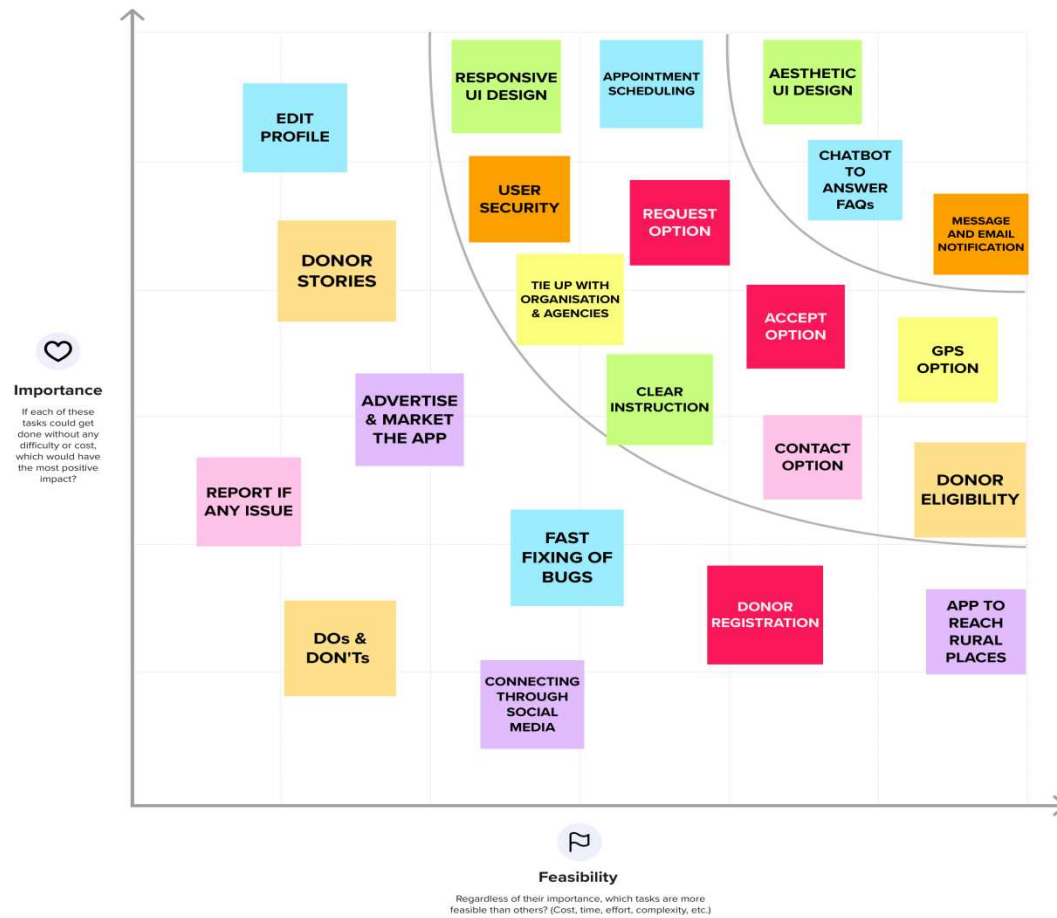 RESPONSIVE
UI DESIGN
APPOINTMENT
SCHEDULING
AESTHETIC
UI DESIGN
EDIT
PROFILE
CHATBOT
TO
ANSWER
FAQs
USER
SECURITY
REQUEST
OPTION
MESSAGE
AND EMAIL
NOTIFICATION
DONOR
STORIES
TIE UP WITH
ORGANISATION
& AGENCIES
ACCEPT
OPTION
GPS
OPTION
Importance
If each of these
tasks could get
done without any
difficulty or cost,
which would have
the most positive
impact?
ADVERTISE
& MARKET
THE APP
CLEAR
INSTRUCTION
CONTACT
OPTION
DONOR
ELIGIBILITY
REPORT IF
ANY ISSUE
FAST
FIXING OF
BUGS
DONOR
REGISTRATION
APP TO
REACH
RURAL
PLACES
DOs &
DON'Ts
CONNECTING
THROUGH
SOCIAL
MEDIA
Feasibility
Regardless of their importance, which tasks are more
feasible than others? (Cost, time, effort, complexity, etc.)